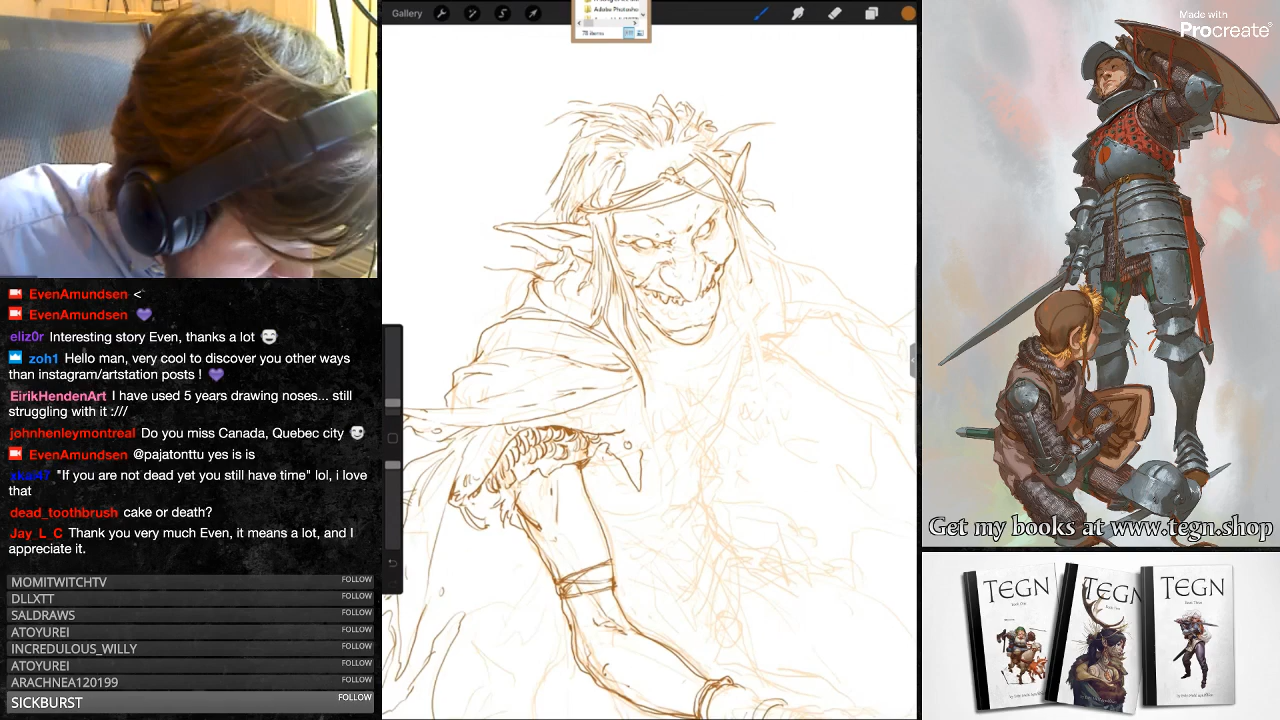 Gallery
Adobe Photosho
78 items
Made with
Procreate
EvenAmundsen <
EvenAmundsen
eliz0r Interesting story Even, thanks a lot
zoh1 Hello man, very cool to discover you other ways
than instagram/artstation posts !
EirikHendenArt I have used 5 years drawing noses... still
struggling with it :///
johnhenleymontreal Do you miss Canada, Quebec city
EvenAmundsen @pajatonttu yes is is
"If you are not dead yet you still have time" lol, i love
that
dead_toothbrush cake or death?
Jay_L_C Thank you very much Even, it means a lot, and I
appreciate it.
MOMITWITCHTV FOLLOW
DLLXTT FOLLOW
SALDRAWS FOLLOW
ATOYUREI FOLLOW
INCREDULOUS_WILLY FOLLOW
ATOYUREI FOLLOW
ARACHNEA120199 FOLLOW
SICKBURST FOLLOW
Get my books at www.tegn.shop
TEGN
TEGN
TEGN